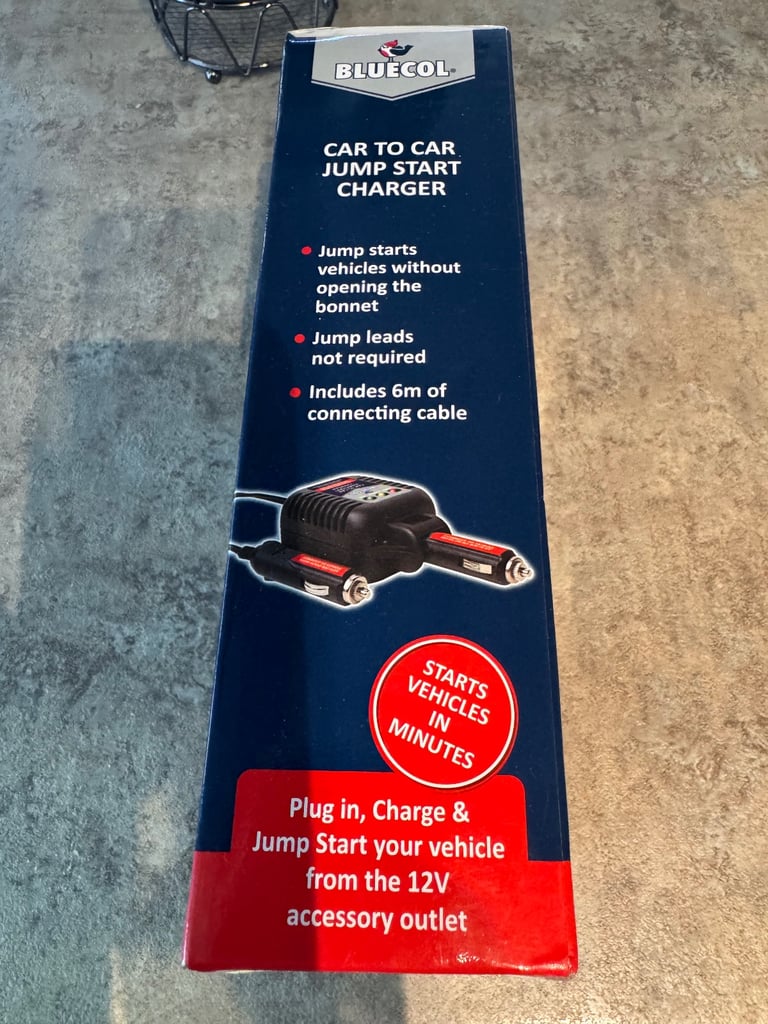 BLUECOL®
CAR TO CAR
JUMP START
CHARGER
• Jump starts
vehicles without
opening the
bonnet
• Jump leads
not required
• Includes 6m of
connecting cable
STARTS
VEHICLES
IN
MINUTES
Plug in, Charge &
Jump Start your vehicle
from the 12V
accessory outlet